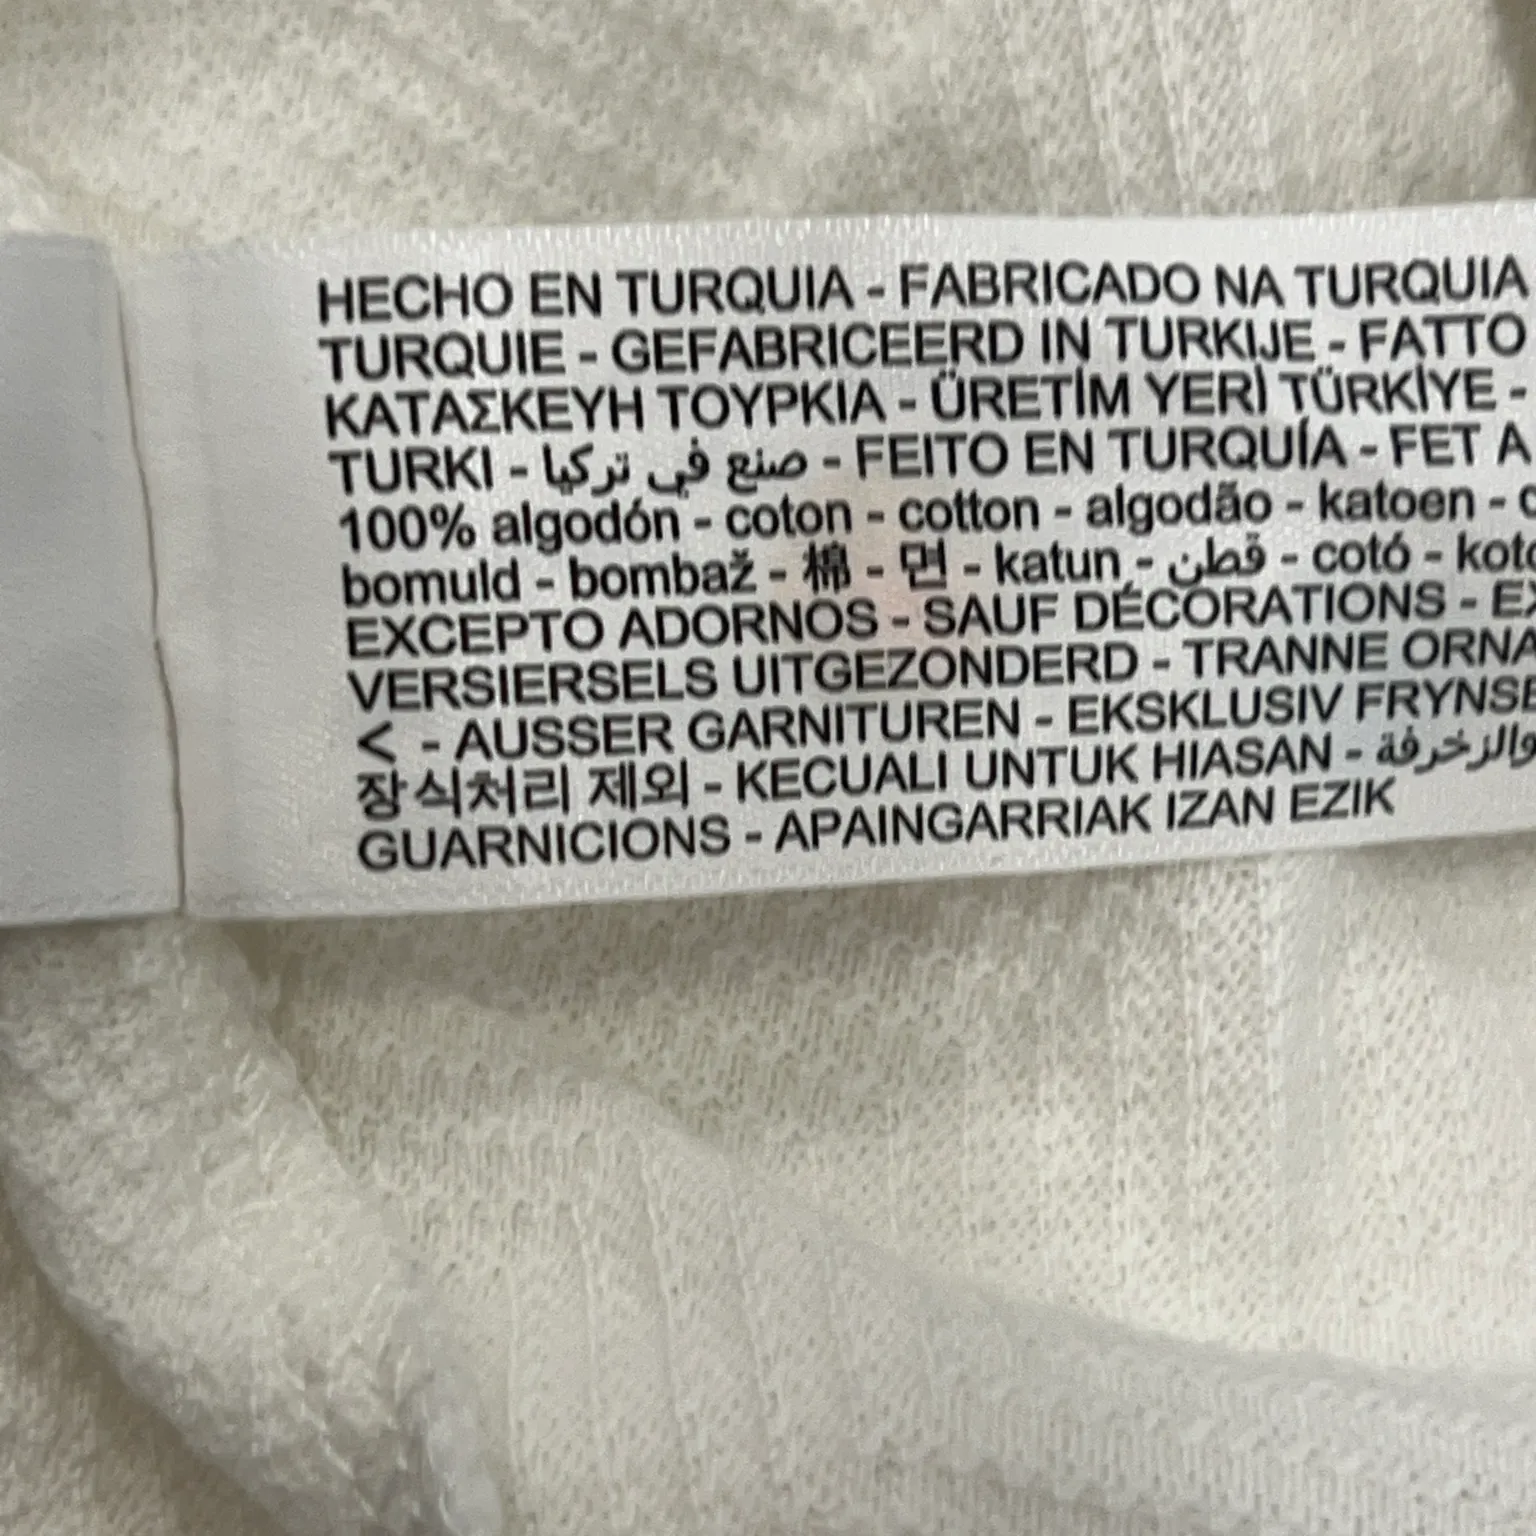 HECHO EN TURQUIA - FABRICADO NA TURQUIA
TURQUIE - GEFABRICEERD IN TURKIJE - FATTO
ΚΑΤΑΣΚΕΥΗ ΤΟΥΡΚΙΑ - ÜRETİM YERİ TÜRKİYE -
TURKI - صنع في تركيا - FEITO EN TURQUÍA - FET A
100% algodón - coton - cotton - algodão - katoen -
bomuld - bombaž - 棉 - 면 - katun - قطن - cotó -
EXCEPTO ADORNOS - SAUF DÉCORATIONS -
VERSIERSELS UITGEZONDERD - TRANNE
< - AUSSER GARNITUREN - EKSKLUSIV
장식처리 제외 - KECUALI UNTUK HIASAN - والزخرفة
GUARNICIONS - APAINGARRIAK IZAN EZIK